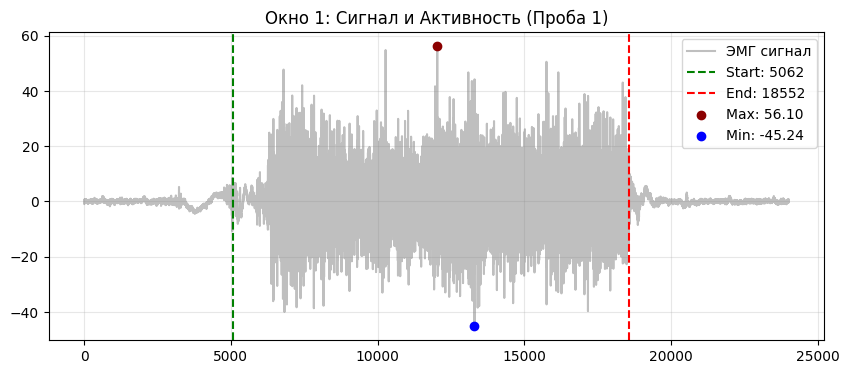 Окно 1: Сигнал и Активность (Проба 1)
60
40
20
0
−20
−40
0
5000
10000
15000
20000
25000
ЭМГ сигнал
Start: 5062
End: 18552
Max: 56.10
Min: -45.24